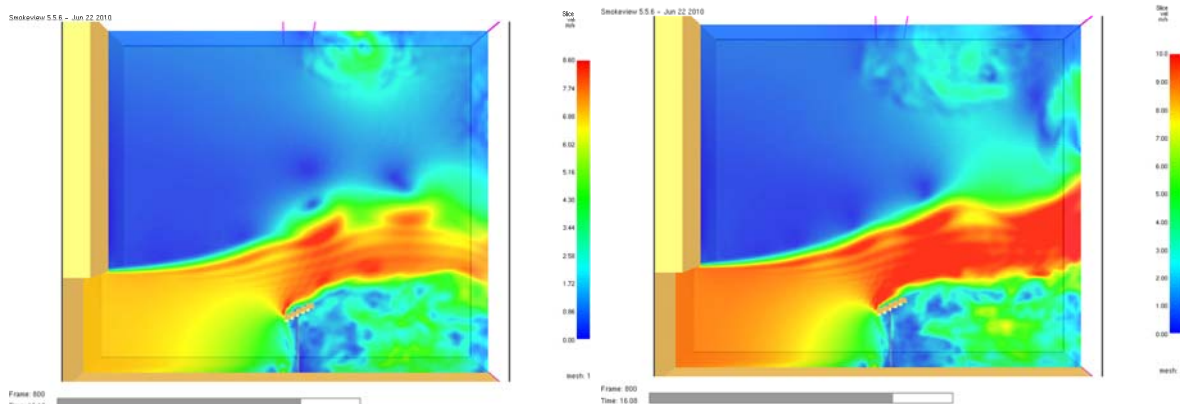 Smokeview 5.5.6 - Jun 22 2010
Slice
vel
m/s
8.60
7.74
6.88
6.02
5.16
4.30
3.44
2.58
1.72
0.86
0.00
mesh: 1
Frame: 800
Smokeview 5.5.6 - Jun 22 2010
Slice
vel
m/s
10.0
9.00
8.00
7.00
6.00
5.00
4.00
3.00
2.00
1.00
0.00
mesh:
Frame: 800
Time: 16.08